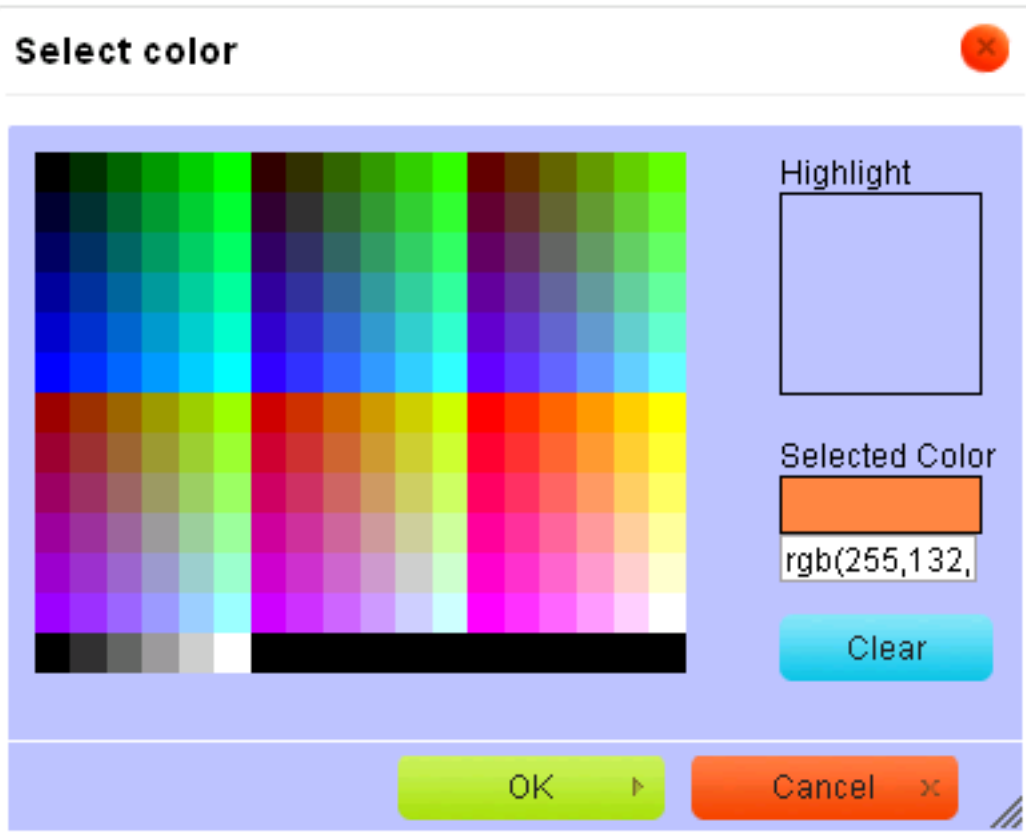 Select color
Highlight
Selected Color
rgb(255,132,
Clear
OK
Cancel